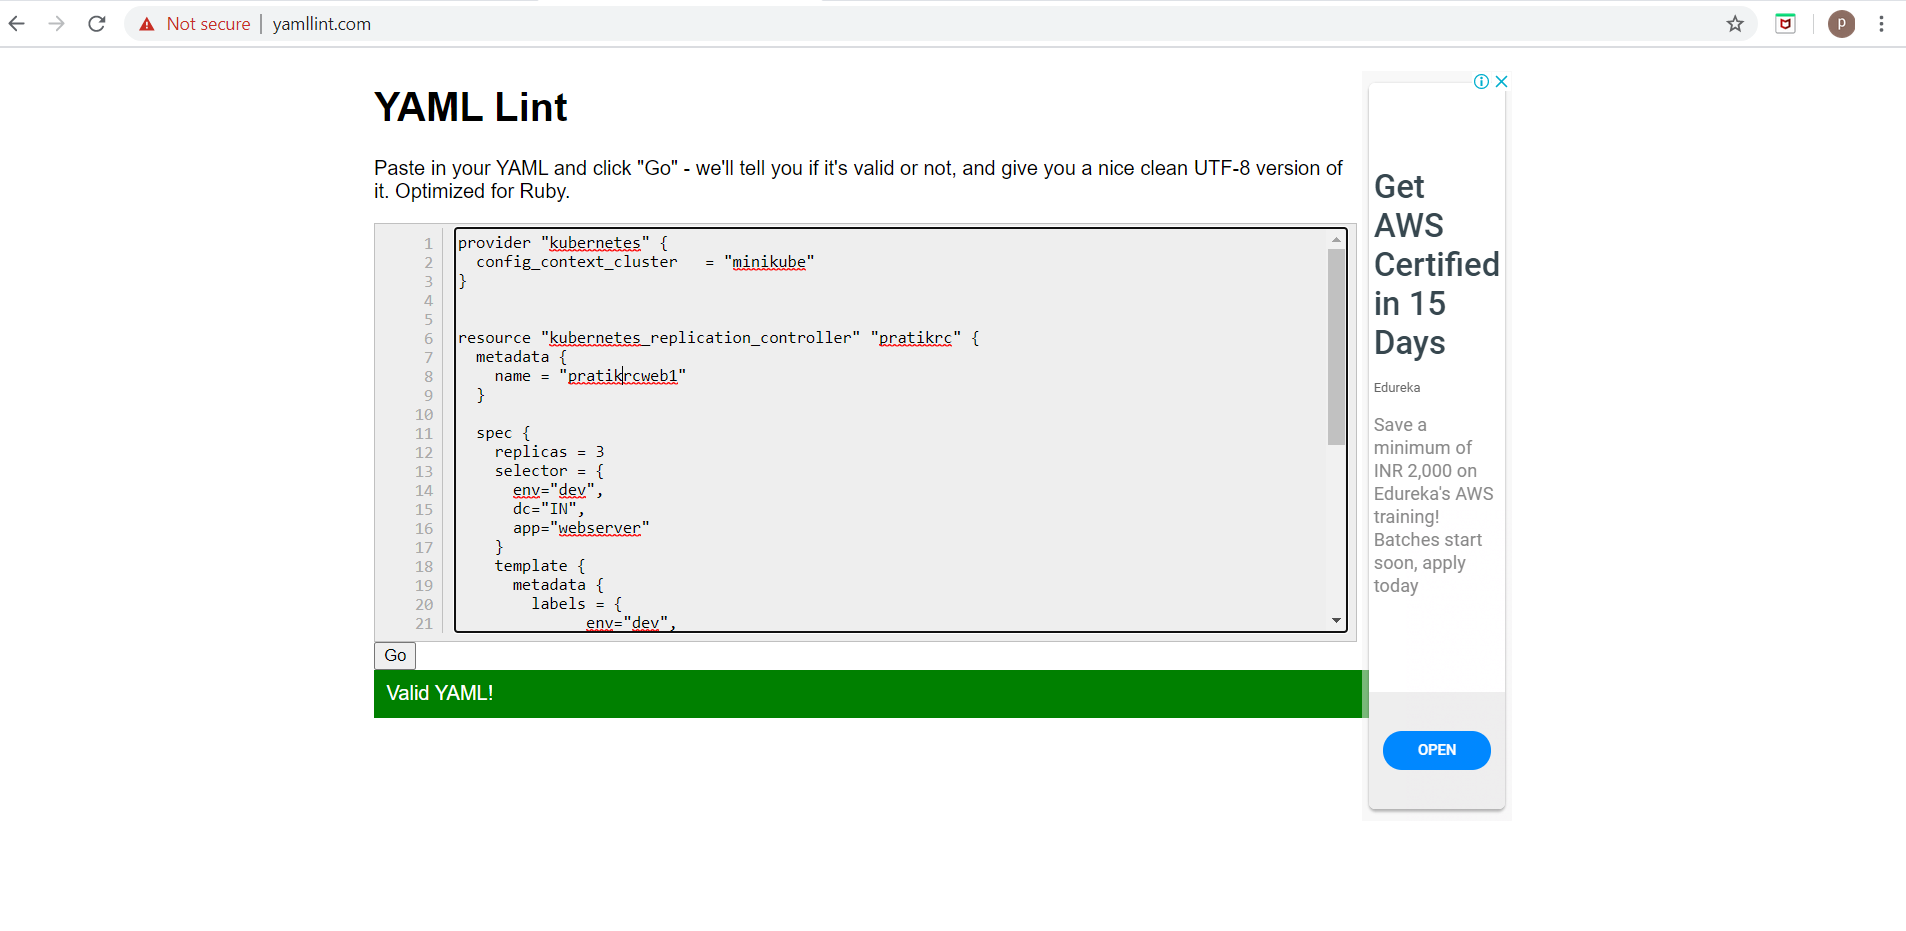 Not secure | yamllint.com
P
YAML Lint
Paste in your YAML and click "Go" - we'll tell you if it's valid or not, and give you a nice clean UTF-8 version of
it. Optimized for Ruby.
1 provider "kubernetes" {
2   config_context_cluster   = "minikube"
3 }
4
5
6 resource "kubernetes_replication_controller" "pratikrc" {
7   metadata {
8     name = "pratikrcweb1"
9   }
10
11   spec {
12     replicas = 3
13     selector = {
14       env="dev",
15       dc="IN",
16       app="webserver"
17     }
18     template {
19       metadata {
20         labels = {
21               env="dev",
Go
Valid YAML!
Get
AWS
Certified
in 15
Days
Edureka
Save a
minimum of
INR 2,000 on
Edureka's AWS
training!
Batches start
soon, apply
today
OPEN